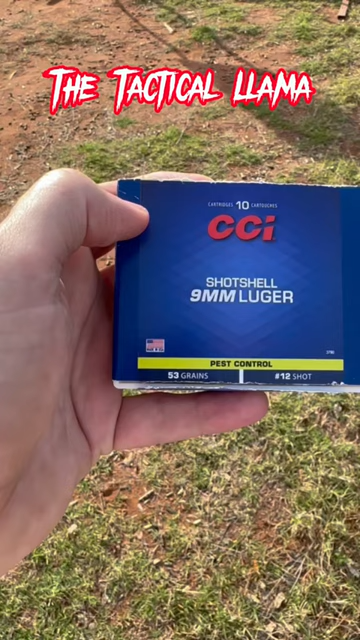 The Tactical Llama
CARTRIDGES 10 CARTOUCHES
CCI
SHOTSHELL
9MM LUGER
PEST CONTROL
53 GRAINS #12 SHOT